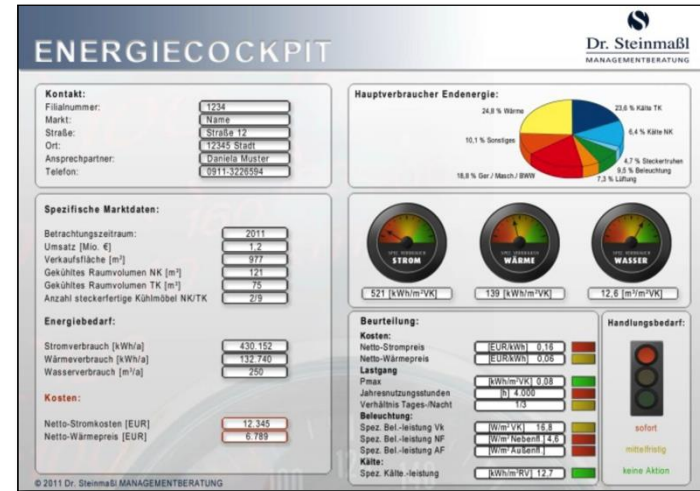 ENERGIECOCKPIT
Dr. Steinmaßl
MANAGEMENTBERATUNG
Kontakt:
Filialnummer: 1234
Markt: Name
Straße: Straße 12
Ort: 12345 Stadt
Ansprechpartner: Daniela Muster
Telefon: 0911-3226594
Hauptverbraucher Endenergie:
24,8 % Wärme
23,6 % Kälte TK
6,4 % Kälte NK
10,1 % Sonstiges
4,7 % Steckertruhen
9,5 % Beleuchtung
18,8 % Ger / Masch / BWW
7,3 % Lüftung
Spezifische Marktdaten:
Betrachtungszeitraum: 2011
Umsatz [Mio. €] 1,2
Verkaufsfläche [m²] 977
Gekühltes Raumvolumen NK [m³] 121
Gekühltes Raumvolumen TK [m³] 75
Anzahl steckerfertige Kühlmöbel NK/TK 2/9
STROM
WÄRME
WASSER
521 [kWh/m²VK]
139 [kWh/m²VK]
12,6 [m³/m²VK]
Energiebedarf:
Stromverbrauch [kWh/a] 430.152
Wärmeverbrauch [kWh/a] 132.740
Wasserverbrauch [m³/a] 250
Kosten:
Netto-Stromkosten [EUR] 12.345
Netto-Wärmepreis [EUR] 6.789
Beurteilung:
Kosten:
Netto-Strompreis [EUR/kWh] 0,16
Netto-Wärmepreis [EUR/kWh] 0,06
Lastgang
Pmax [kWh/m²VK] 0,08
Jahresnutzungsstunden [h] 4.000
Verhältnis Tages-/Nacht 1/3
Beleuchtung:
Spez. Bel.-leistung Vk [W/m² VK] 16,8
Spez. Bel.-leistung NF [W/m² Nebenfl.] 4,6
Spez. Bel.-leistung AF [W/m² Außenfl.]
Kälte:
Spez. Kälte.-leistung [kWh/m³RV] 12,7
Handlungsbedarf:
sofort
mittelfristig
keine Aktion
© 2011 Dr. Steinmaßl MANAGEMENTBERATUNG